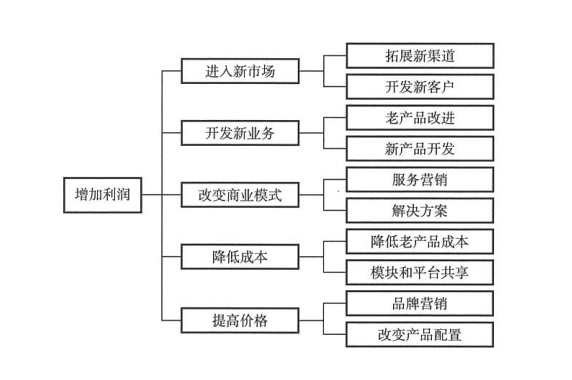 增加利润
进入新市场
拓展新渠道
开发新客户
开发新业务
老产品改进
新产品开发
改变商业模式
服务营销
解决方案
降低成本
降低老产品成本
模块和平台共享
提高价格
品牌营销
改变产品配置